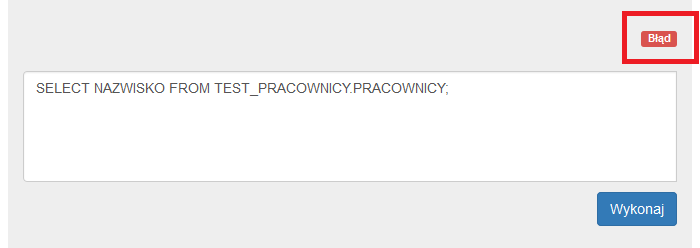 Błąd
SELECT NAZWISKO FROM TEST_PRACOWNICY.PRACOWNICY;
Wykonaj